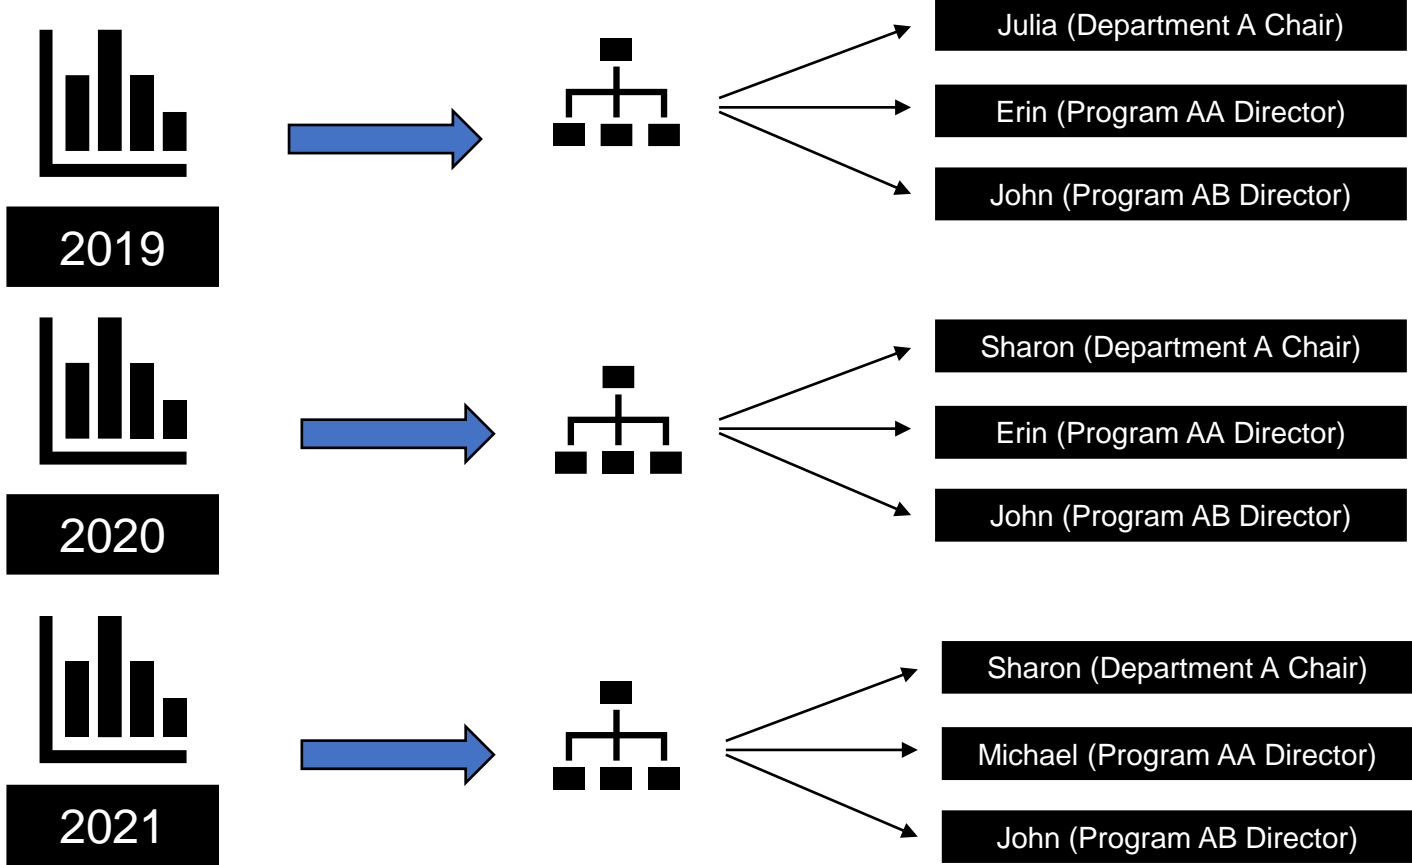 Julia (Department A Chair)
Erin (Program AA Director)
John (Program AB Director)
2019
Sharon (Department A Chair)
Erin (Program AA Director)
John (Program AB Director)
2020
Sharon (Department A Chair)
Michael (Program AA Director)
John (Program AB Director)
2021